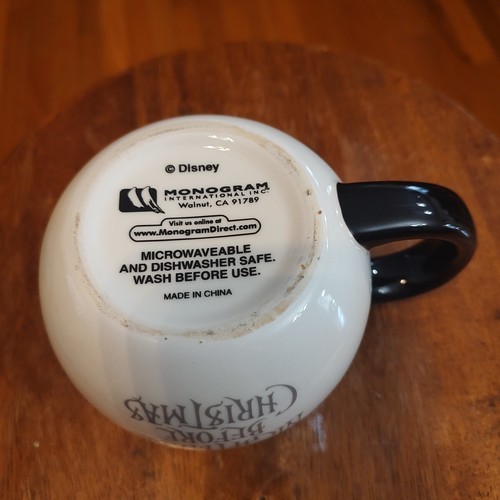 © Disney
MONOGRAM
INTERNATIONAL INC.™
Walnut, CA 91789
Visit us online at
www.MonogramDirect.com
MICROWAVEABLE
AND DISHWASHER SAFE.
WASH BEFORE USE.
MADE IN CHINA
BEFORE
CHRISTMAS